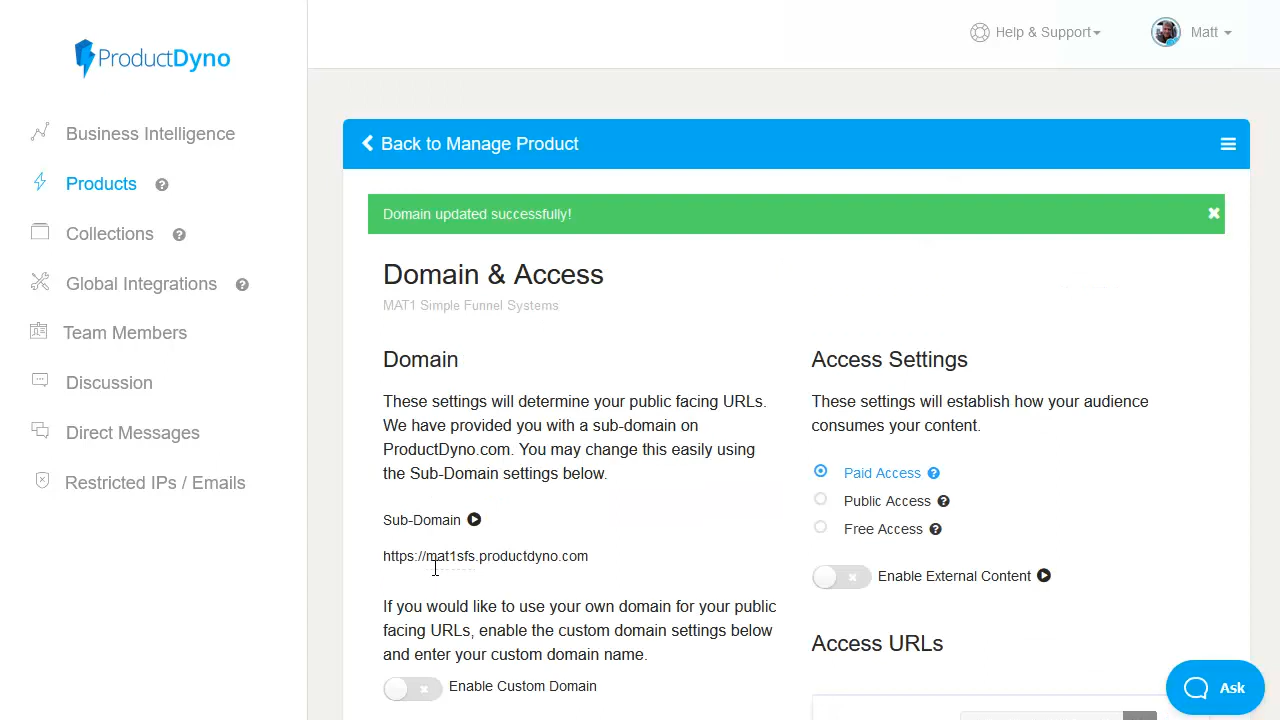 ProductDyno
Help & Support
Matt
Business Intelligence
Products
Collections
Global Integrations
Team Members
Discussion
Direct Messages
Restricted IPs / Emails
Back to Manage Product
Domain updated successfully!
Domain & Access
MAT1 Simple Funnel Systems
Domain
These settings will determine your public facing URLs.
We have provided you with a sub-domain on
ProductDyno.com. You may change this easily using
the Sub-Domain settings below.
Sub-Domain
https://mat1sfs.productdyno.com
If you would like to use your own domain for your public
facing URLs, enable the custom domain settings below
and enter your custom domain name.
Enable Custom Domain
Access Settings
These settings will establish how your audience
consumes your content.
Paid Access
Public Access
Free Access
Enable External Content
Access URLs
Ask